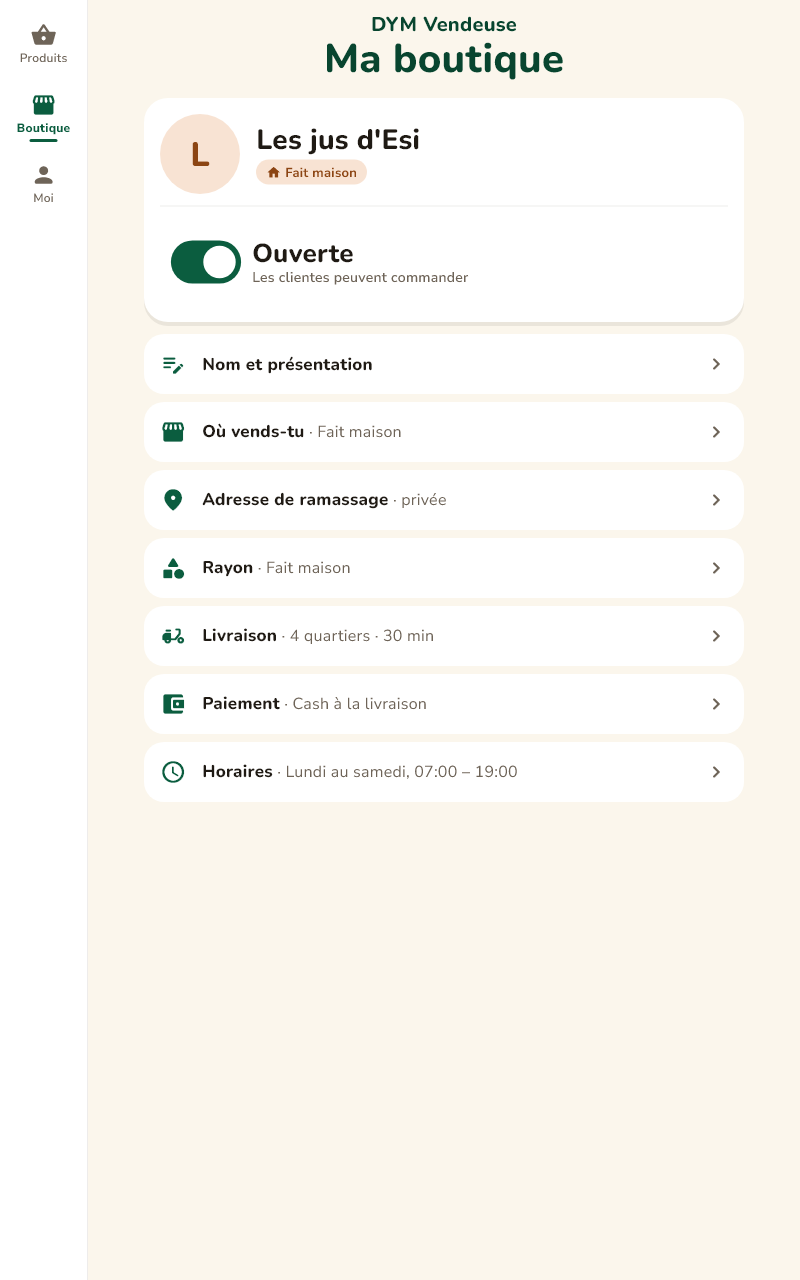 DYM Vendeuse
Ma boutique
Produits
Boutique
Moi
L
Les jus d'Esi
Fait maison
Ouverte
Les clientes peuvent commander
Nom et présentation
Où vends-tu · Fait maison
Adresse de ramassage · privée
Rayon · Fait maison
Livraison · 4 quartiers · 30 min
Paiement · Cash à la livraison
Horaires · Lundi au samedi, 07:00 – 19:00